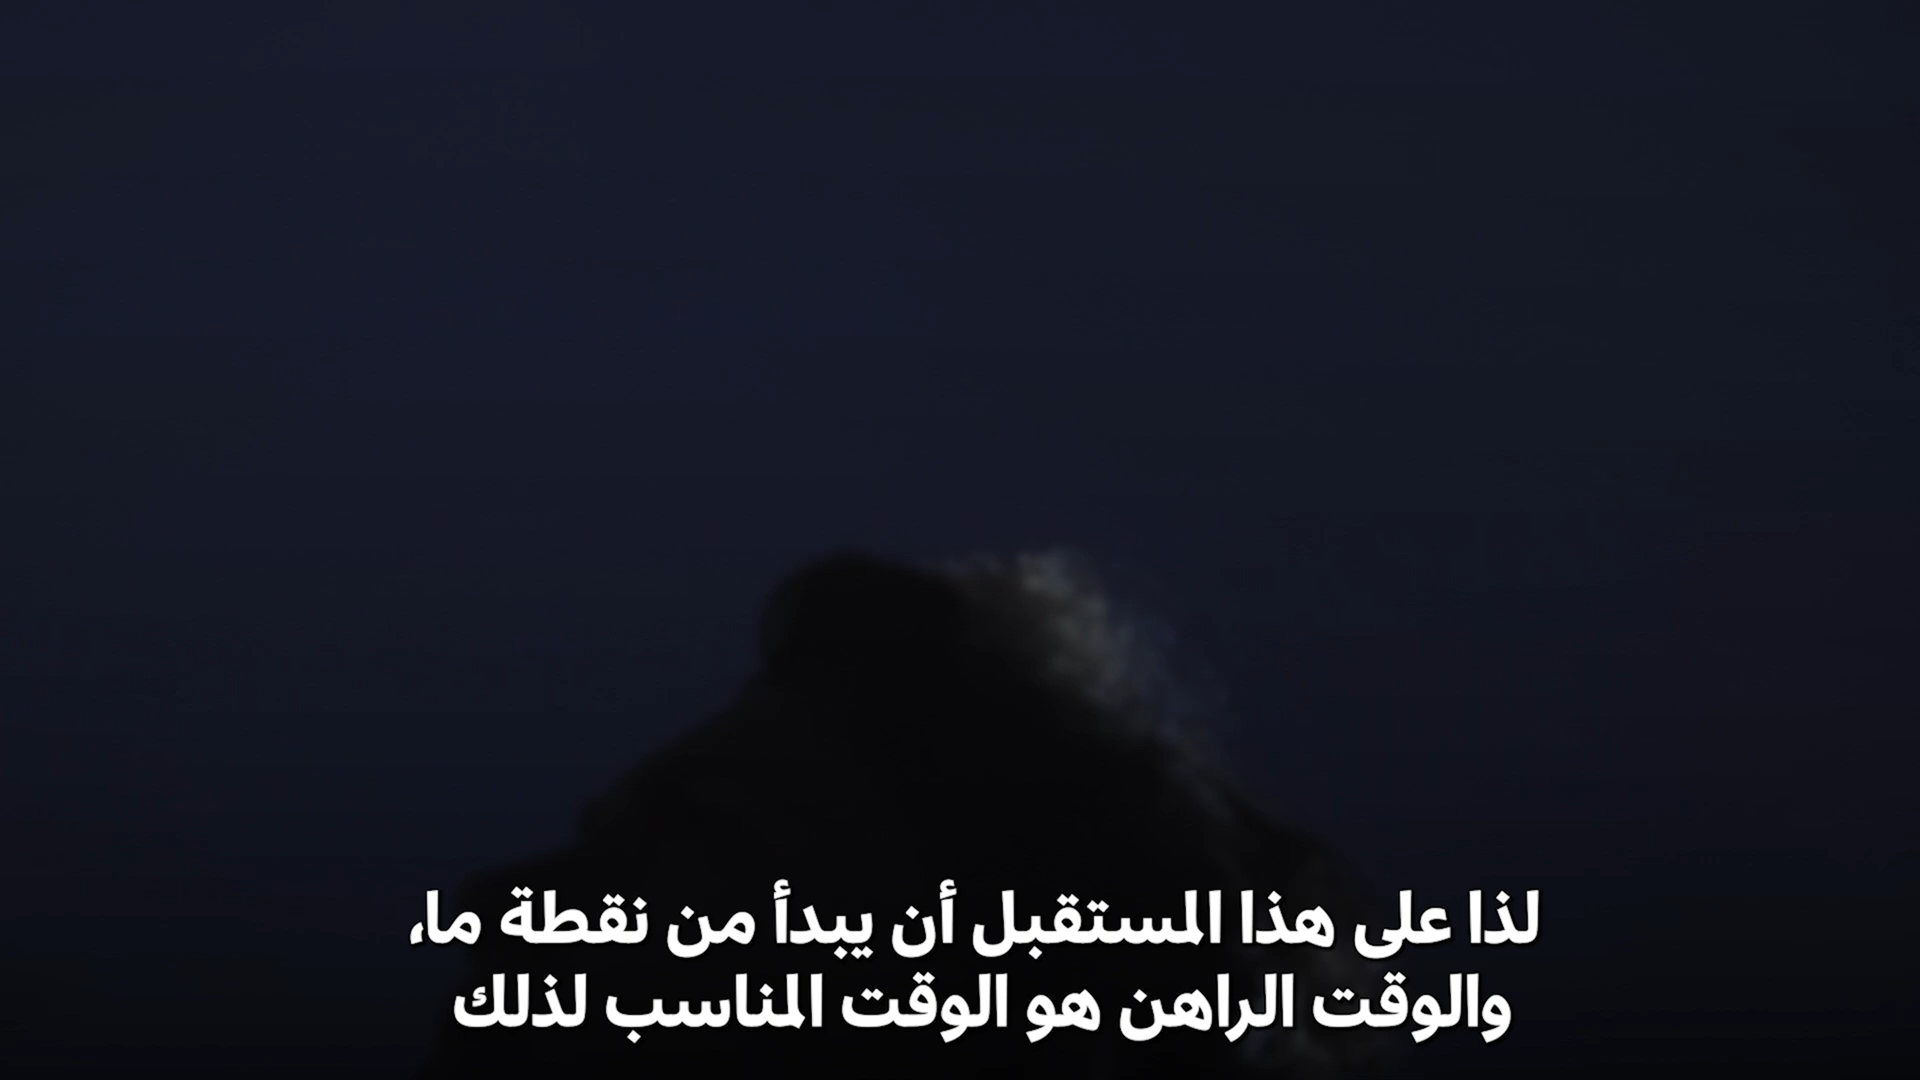 لذا على هذا المستقبل أن يبدأ من نقطة ما،
والوقت الراهن هو الوقت المناسب لذلك